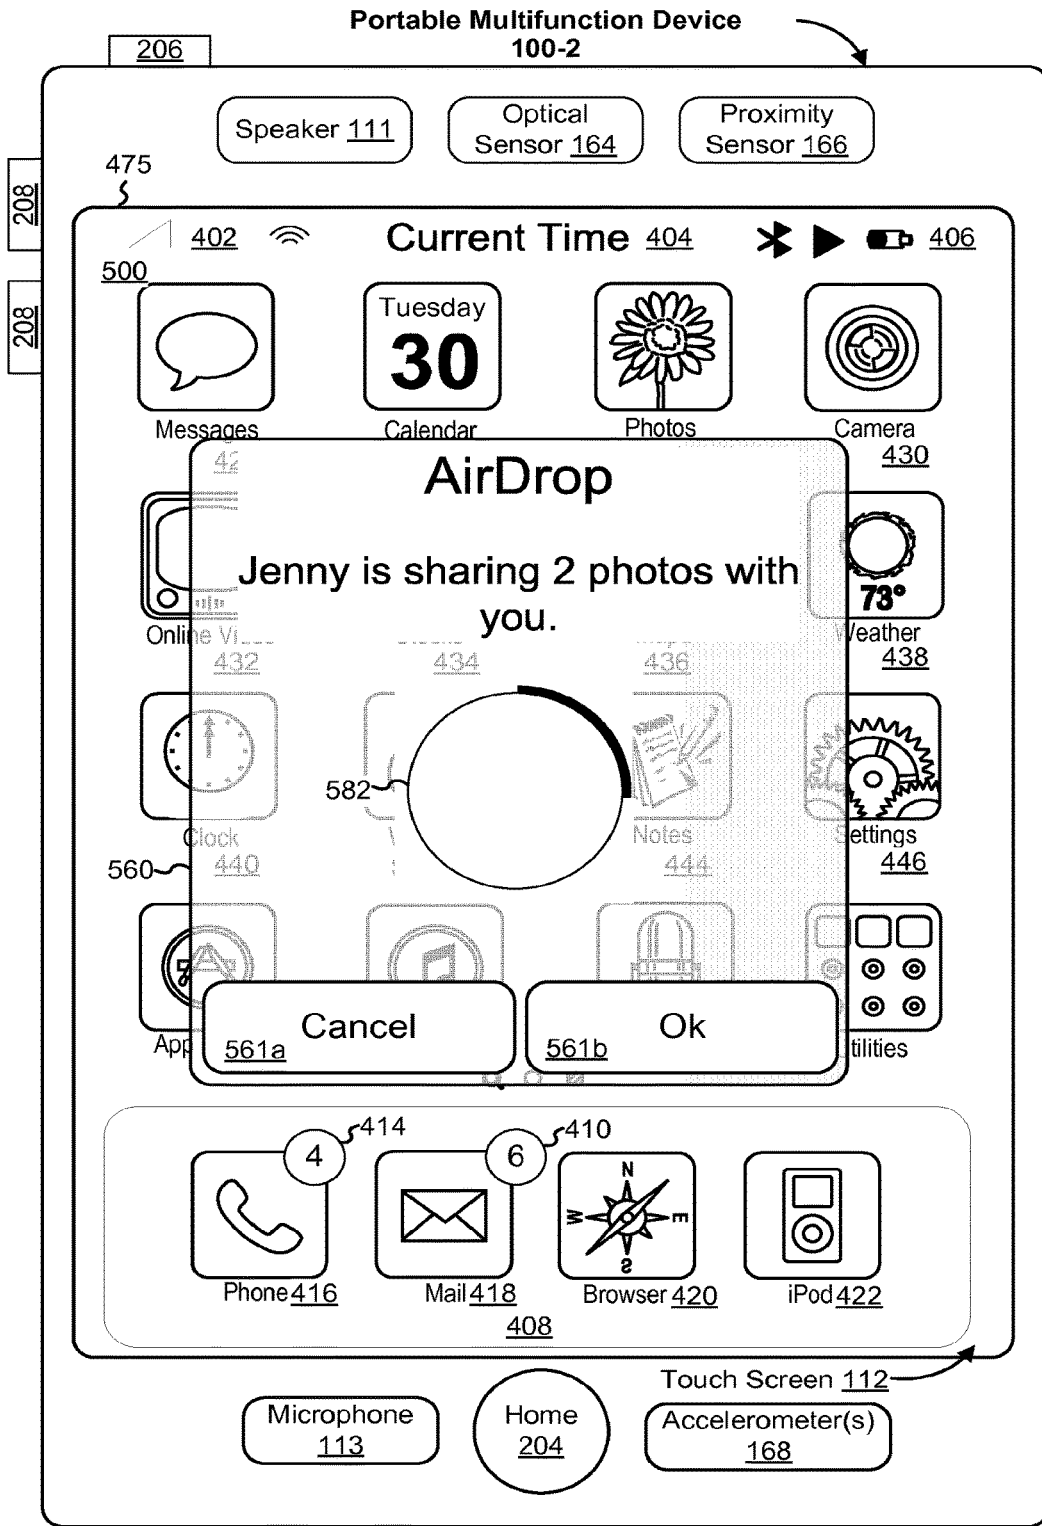 Portable Multifunction Device
100-2
206
Speaker 111
Optical
Sensor 164
Proximity
Sensor 166
208
208
475
402
Current Time 404
406
500
Tuesday
30
Messages
Calendar
Photos
Camera
430
AirDrop
Jenny is sharing 2 photos with
you.
73°
Online
Weather
432
434
436
438
582
Clock
Notes
Settings
560
440
444
446
App
Cancel
561a
Ok
561b
tilities
4
414
6
410
N
W
E
S
Phone 416
Mail 418
Browser 420
iPod 422
408
Touch Screen 112
Microphone
113
Home
204
Accelerometer(s)
168